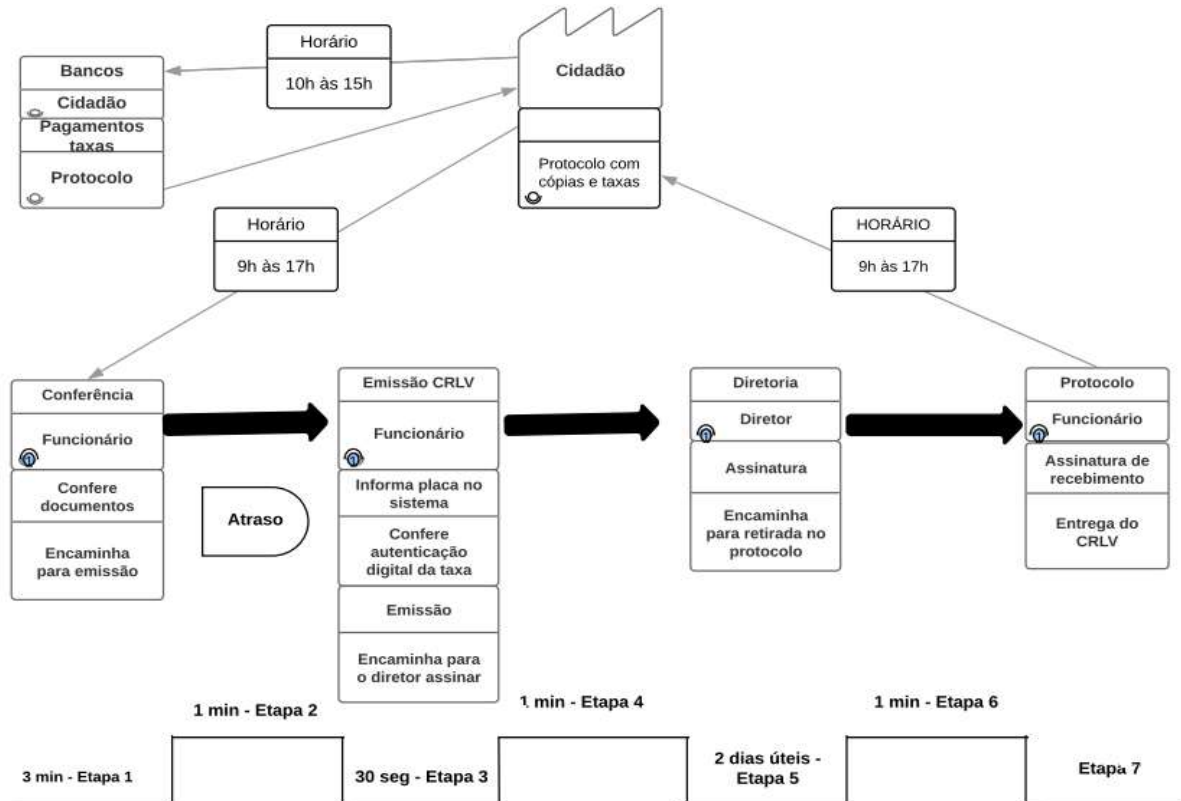 Horário
10h às 15h
Bancos
Cidadão
Pagamentos
taxas
Protocolo
Cidadão
Protocolo com
cópias e taxas
Horário
9h às 17h
HORÁRIO
9h às 17h
Conferência
Funcionário
1
Confere
documentos
Encaminha
para emissão
Atraso
Emissão CRLV
Funcionário
1
Informa placa no
sistema
Confere
autenticação
digital da taxa
Emissão
Encaminha para
o diretor assinar
Diretoria
Diretor
1
Assinatura
Encaminha
para retirada no
protocolo
Protocolo
Funcionário
1
Assinatura de
recebimento
Entrega do
CRLV
1 min - Etapa 2
1 min - Etapa 4
1 min - Etapa 6
3 min - Etapa 1
30 seg - Etapa 3
2 dias úteis -
Etapa 5
Etapa 7